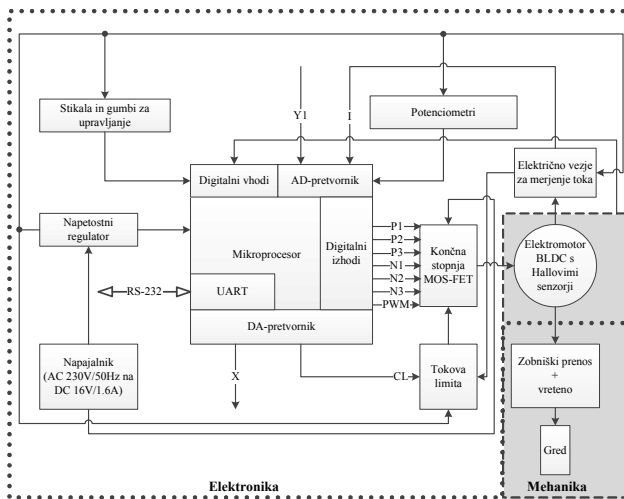 Stikala in gumbi za
upravljanje
Y1
I
Potenciometri
Digitalni vhodi
AD-pretvornik
Električno vezje
za merjenje toka
Napetostni
regulator
Mikroprocesor
Digitalni
izhodi
P1
P2
P3
N1
N2
N3
PWM
Končna
stopnja
MOS-FET
Elektromotor
BLDC s
Hallovimi
senzorji
RS-232
UART
DA-pretvornik
Napajalnik
(AC 230V/50Hz na
DC 16V/1.6A)
X
CL
Tokova
limita
Zobniški prenos
+
vreteno
Gred
Elektronika
Mehanika